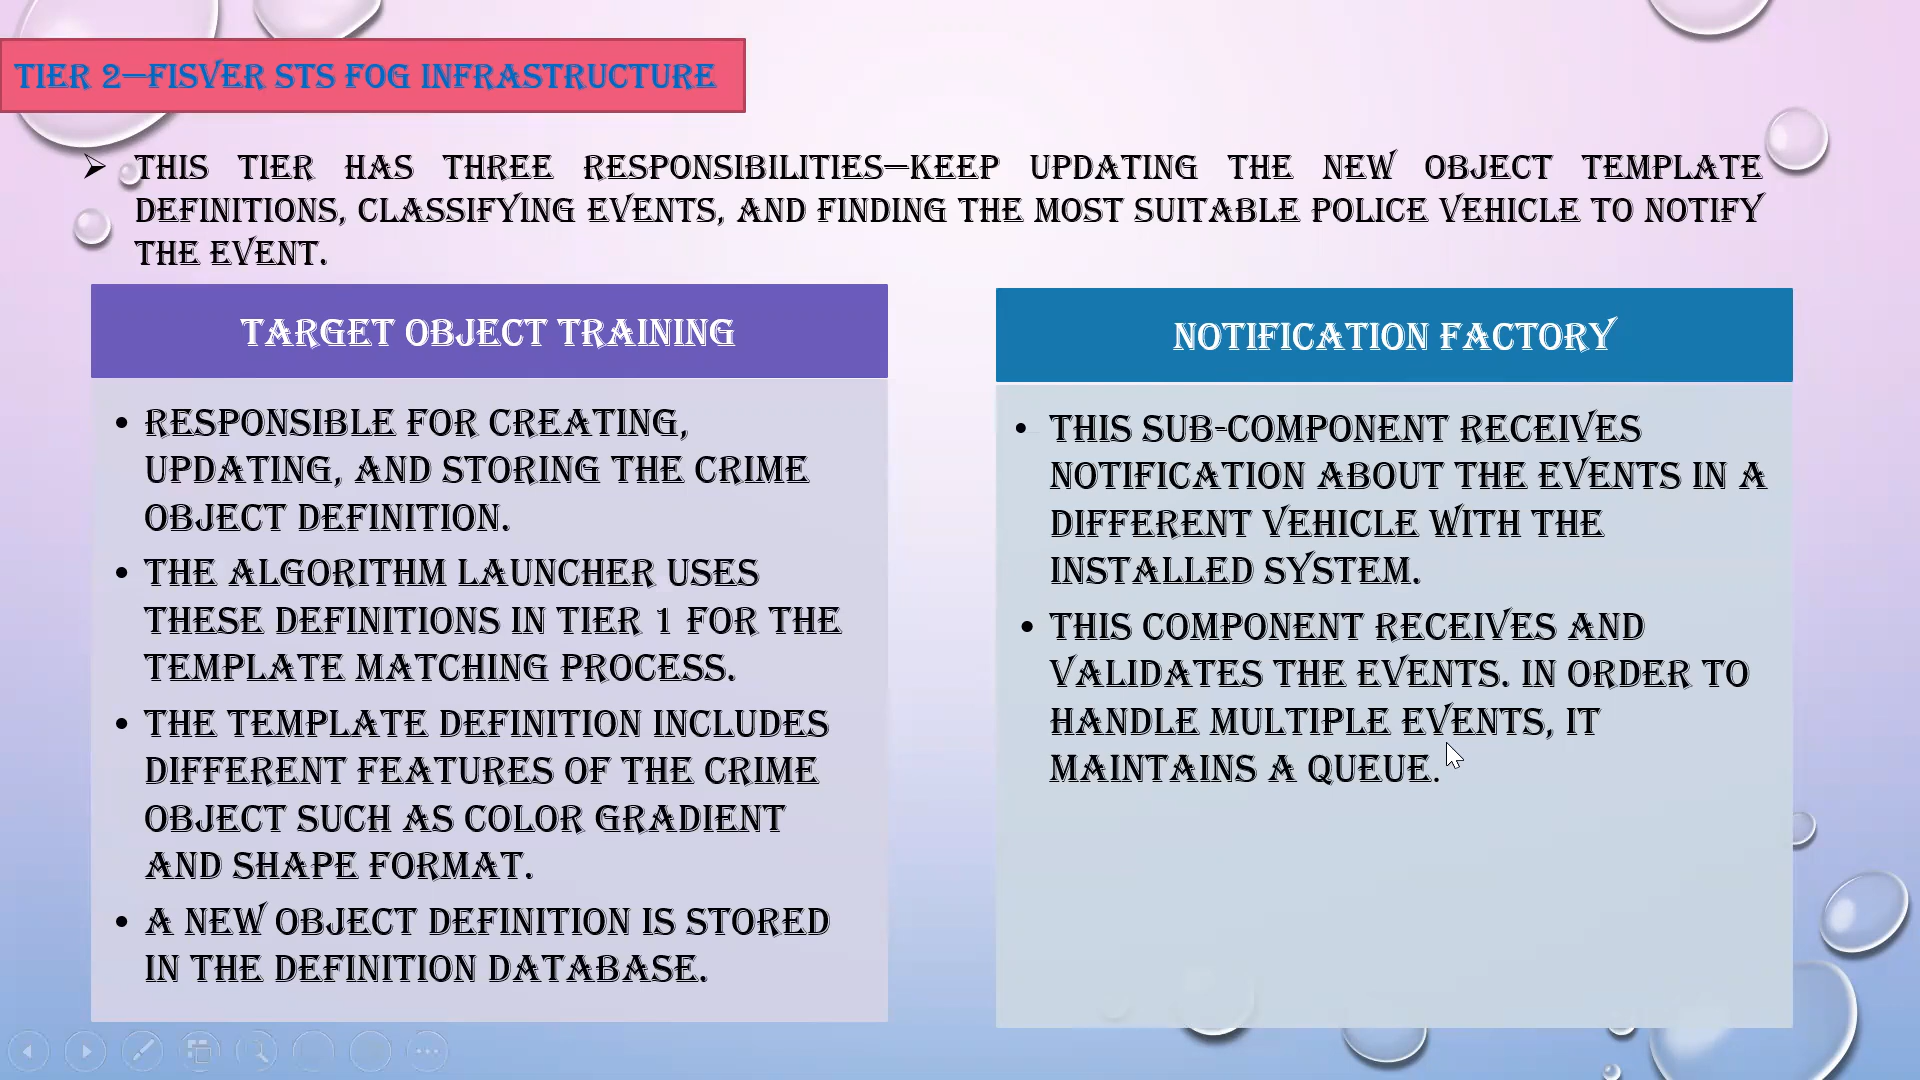 TIER 2—FISVER STS FOG INFRASTRUCTURE
THIS TIER HAS THREE RESPONSIBILITIES—KEEP UPDATING THE NEW OBJECT TEMPLATE
DEFINITIONS, CLASSIFYING EVENTS, AND FINDING THE MOST SUITABLE POLICE VEHICLE TO NOTIFY
THE EVENT.
TARGET OBJECT TRAINING
• RESPONSIBLE FOR CREATING,
UPDATING, AND STORING THE CRIME
OBJECT DEFINITION.
• THE ALGORITHM LAUNCHER USES
THESE DEFINITIONS IN TIER 1 FOR THE
TEMPLATE MATCHING PROCESS.
• THE TEMPLATE DEFINITION INCLUDES
DIFFERENT FEATURES OF THE CRIME
OBJECT SUCH AS COLOR GRADIENT
AND SHAPE FORMAT.
• A NEW OBJECT DEFINITION IS STORED
IN THE DEFINITION DATABASE.
NOTIFICATION FACTORY
• THIS SUB-COMPONENT RECEIVES
NOTIFICATION ABOUT THE EVENTS IN A
DIFFERENT VEHICLE WITH THE
INSTALLED SYSTEM.
• THIS COMPONENT RECEIVES AND
VALIDATES THE EVENTS. IN ORDER TO
HANDLE MULTIPLE EVENTS, IT
MAINTAINS A QUEUE.